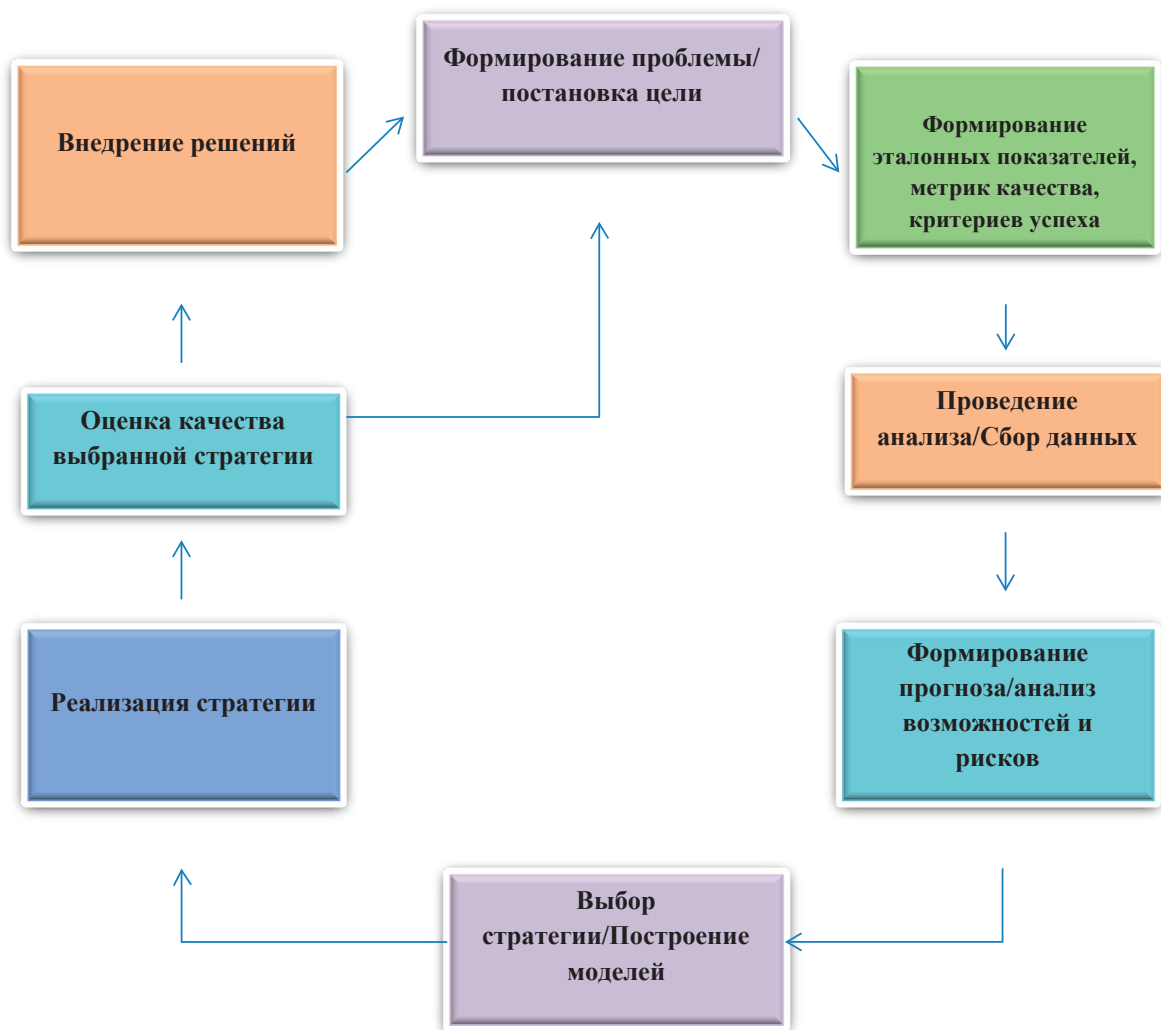 Формирование проблемы/
постановка цели
Внедрение решений
Формирование
эталонных показателей,
метрик качества,
критериев успеха
Оценка качества
выбранной стратегии
Проведение
анализа/Сбор данных
Реализация стратегии
Формирование
прогноза/анализ
возможностей и
рисков
Выбор
стратегии/Построение
моделей